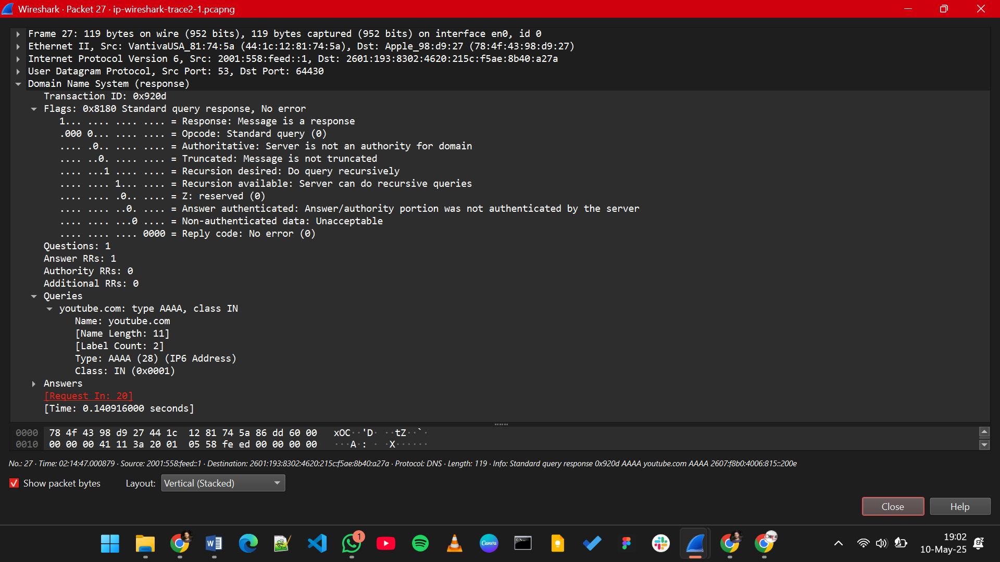 Wireshark · Packet 27 · ip-wireshark-trace2-1.pcapng
Frame 27: 119 bytes on wire (952 bits), 119 bytes captured (952 bits) on interface en0, id 0
Ethernet II, Src: VantivaUSA_81:74:5a (44:1c:12:81:74:5a), Dst: Apple_98:d9:27 (78:4f:43:98:d9:27)
Internet Protocol Version 6, Src: 2001:558:feed::1, Dst: 2601:193:8302:4620:215c:f5ae:8b40:a27a
User Datagram Protocol, Src Port: 53, Dst Port: 64430
Domain Name System (response)
Transaction ID: 0x920d
Flags: 0x8180 Standard query response, No error
1... .... .... .... = Response: Message is a response
.000 0... .... .... = Opcode: Standard query (0)
.... .0.. .... .... = Authoritative: Server is not an authority for domain
.... ..0. .... .... = Truncated: Message is not truncated
.... ...1 .... .... = Recursion desired: Do query recursively
.... .... 1... .... = Recursion available: Server can do recursive queries
.... .... .0.. .... = Z: reserved (0)
.... .... ..0. .... = Answer authenticated: Answer/authority portion was not authenticated by the server
.... .... ...0 .... = Non-authenticated data: Unacceptable
.... .... .... 0000 = Reply code: No error (0)
Questions: 1
Answer RRs: 1
Authority RRs: 0
Additional RRs: 0
Queries
youtube.com: type AAAA, class IN
Name: youtube.com
[Name Length: 11]
[Label Count: 2]
Type: AAAA (28) (IP6 Address)
Class: IN (0x0001)
Answers
[Request In: 20]
[Time: 0.140916000 seconds]
0000 78 4f 43 98 d9 27 44 1c 12 81 74 5a 86 dd 60 00 xOC··'D· ··tZ··`·
0010 00 00 00 41 11 3a 20 01 05 58 fe ed 00 00 00 00 ···A·: · ·X······
No.: 27 · Time: 02:14:47.000879 · Source: 2001:558:feed::1 · Destination: 2601:193:8302:4620:215c:f5ae:8b40:a27a · Protocol: DNS · Length: 119 · Info: Standard query response 0x920d AAAA youtube.com AAAA 2607:f8b0:4006:815::200e
Show packet bytes Layout: Vertical (Stacked)
Close Help
1
Canva
19:02
10-May-25